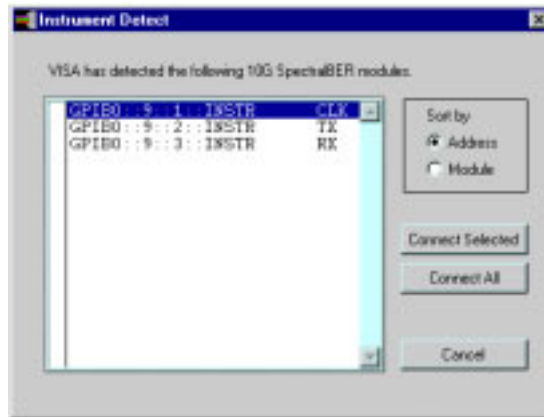 Instrument Detect
VISA has detected the following 10G SpectralBER modules.
GPIB0::9::1::INSTR CLK
GPIB0::9::2::INSTR TX
GPIB0::9::3::INSTR RX
Sort by
Address
Module
Connect Selected
Connect All
Cancel